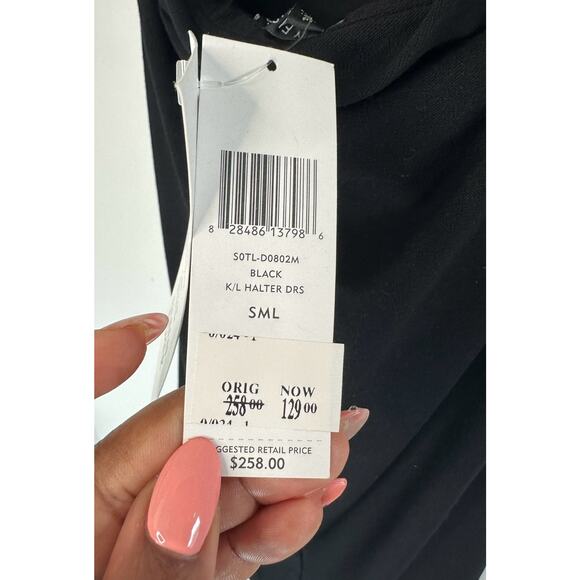 8 28486 13798 6
S0TL-D0802M
BLACK
K/L HALTER DRS
SML
ORIG NOW
258 00 129 00
GGESTED RETAIL PRICE
$258.00